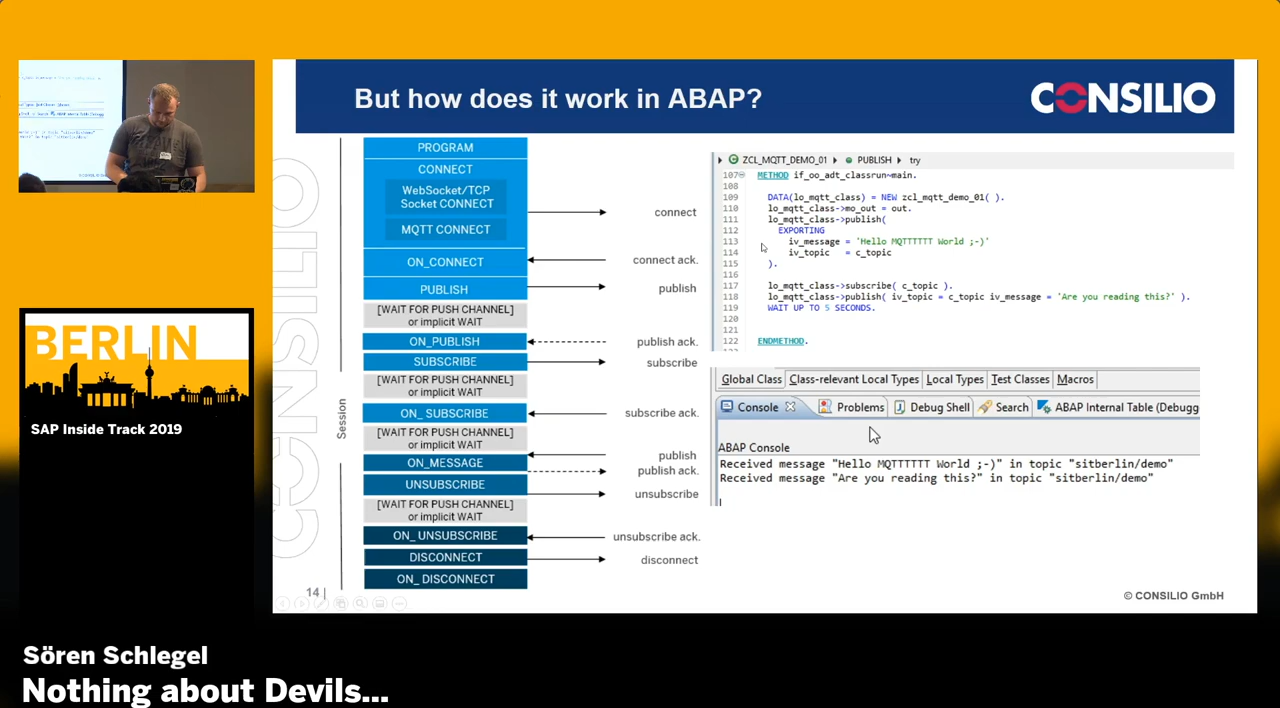 But how does it work in ABAP?
CONSILIO
CONSILIO
PROGRAM
CONNECT
WebSocket/TCP
Socket CONNECT
MQTT CONNECT
ON_CONNECT
PUBLISH
[WAIT FOR PUSH CHANNEL]
or implicit WAIT
ON_PUBLISH
SUBSCRIBE
[WAIT FOR PUSH CHANNEL]
or implicit WAIT
ON_ SUBSCRIBE
[WAIT FOR PUSH CHANNEL]
or implicit WAIT
ON_MESSAGE
UNSUBSCRIBE
[WAIT FOR PUSH CHANNEL]
or implicit WAIT
ON_ UNSUBSCRIBE
DISCONNECT
ON_ DISCONNECT
Session
connect
connect ack.
publish
publish ack.
subscribe
subscribe ack.
publish
publish ack.
unsubscribe
unsubscribe ack.
disconnect
ZCL_MQTT_DEMO_01 PUBLISH try
107 METHOD if_oo_adt_classrun~main.
108
109 DATA(lo_mqtt_class) = NEW zcl_mqtt_demo_01( ).
110 lo_mqtt_class->mo_out = out.
111 lo_mqtt_class->publish(
112 EXPORTING
113 iv_message = 'Hello MQTTTTTT World ;-)'
114 iv_topic = c_topic
115 ).
116
117 lo_mqtt_class->subscribe( c_topic ).
118 lo_mqtt_class->publish( iv_topic = c_topic iv_message = 'Are you reading this?' ).
119 WAIT UP TO 5 SECONDS.
120
121
122 ENDMETHOD.
Global Class Class-relevant Local Types Local Types Test Classes Macros
Console Problems Debug Shell Search ABAP Internal Table (Debugg
ABAP Console
Received message "Hello MQTTTTTT World ;-)" in topic "sitberlin/demo"
Received message "Are you reading this?" in topic "sitberlin/demo"
14 |
© CONSILIO GmbH
BERLIN
SAP Inside Track 2019
Sören Schlegel
Nothing about Devils...